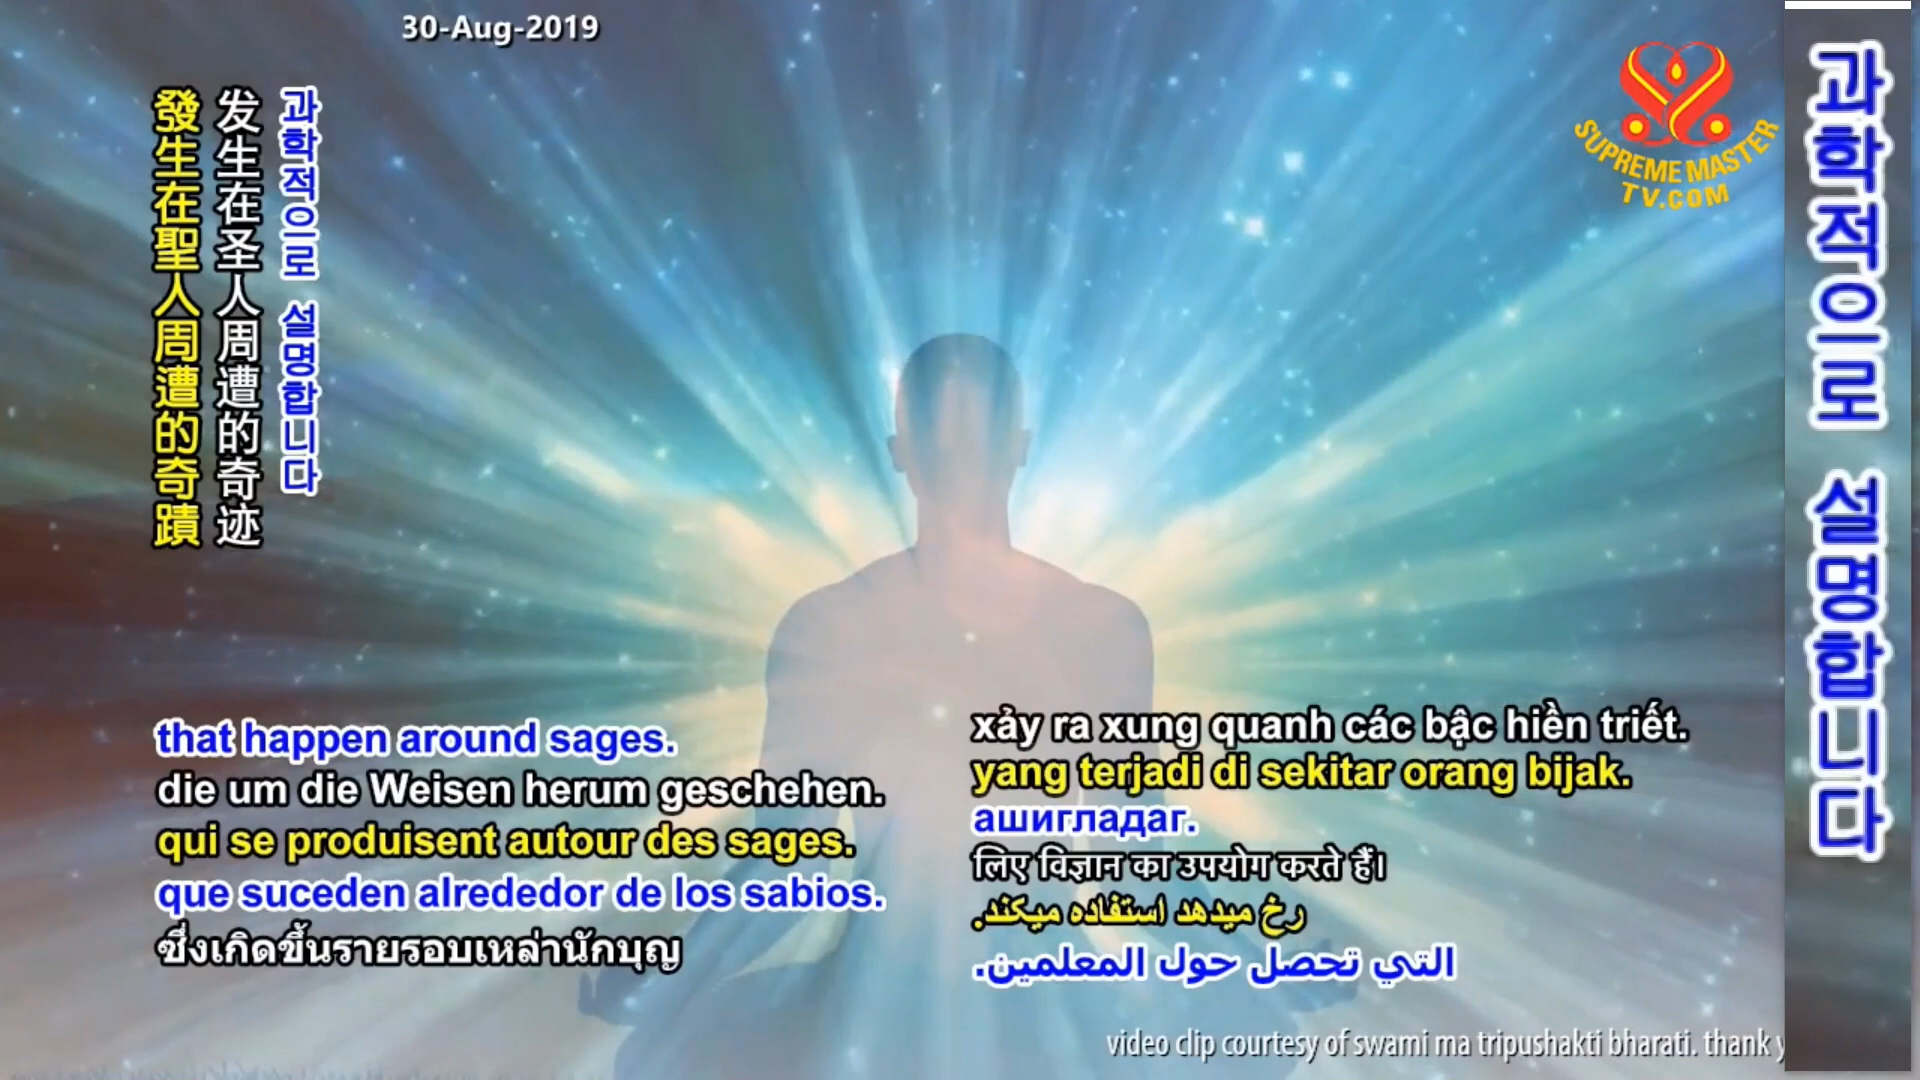 30-Aug-2019
SUPREME MASTER
TV.COM
과학적으로 설명합니다
发生在圣人周遭的奇迹
發生在聖人周遭的奇蹟
that happen around sages.
die um die Weisen herum geschehen.
qui se produisent autour des sages.
que suceden alrededor de los sabios.
ซึ่งเกิดขึ้นรายรอบเหล่านักบุญ
xảy ra xung quanh các bậc hiền triết.
yang terjadi di sekitar orang bijak.
ашигладаг.
लिए विज्ञान का उपयोग करते हैं।
رخ میدهد استفاده میکند.
التي تحصل حول المعلمين.
video clip courtesy of swami ma tripushakti bharati. thank y
과학적으로 설명합니다